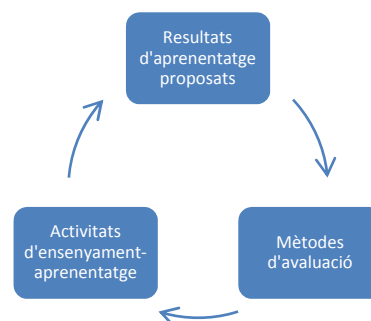 Resultats
d'aprenentatge
proposats
Mètodes
d'avaluació
Activitats
d'ensenyament-
aprenentatge